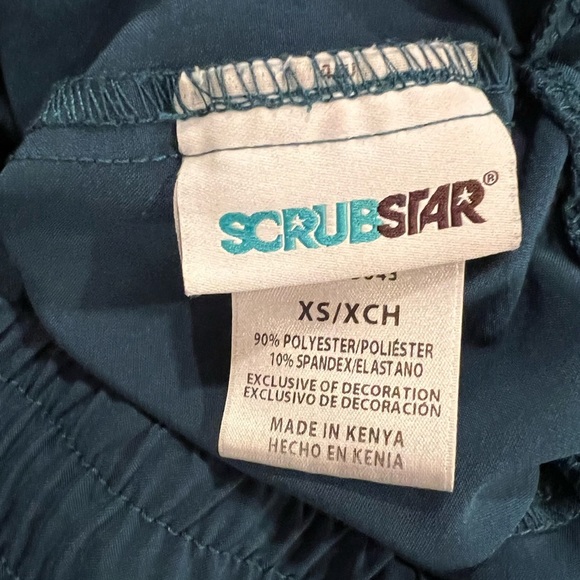 SCRUBSTAR®
XS/XCH
90% POLYESTER/POLIÉSTER
10% SPANDEX/ELASTANO
EXCLUSIVE OF DECORATION
EXCLUSIVO DE DECORACIÓN
MADE IN KENYA
HECHO EN KENIA